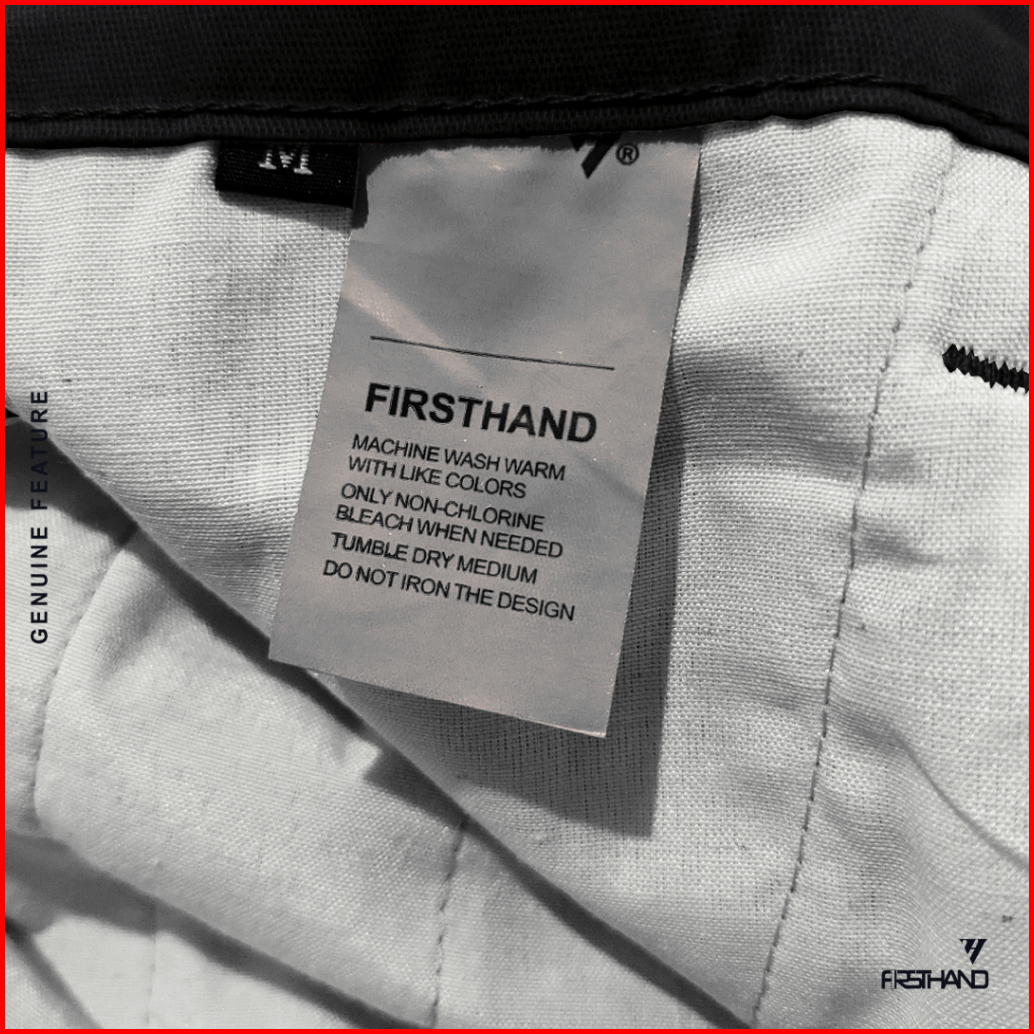 M
®
FIRSTHAND
MACHINE WASH WARM
WITH LIKE COLORS
ONLY NON-CHLORINE
BLEACH WHEN NEEDED
TUMBLE DRY MEDIUM
DO NOT IRON THE DESIGN
GENUINE FEATURE
FIRSTHAND